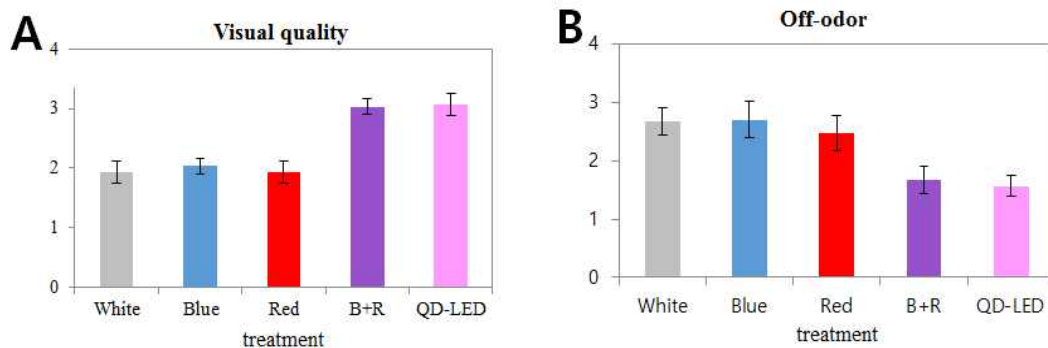 A
Visual quality
4
3
2
1
0
White Blue Red B+R QD-LED
treatment
B
Off-odor
4
3
2
1
0
White Blue Red B+R QD-LED
treatment